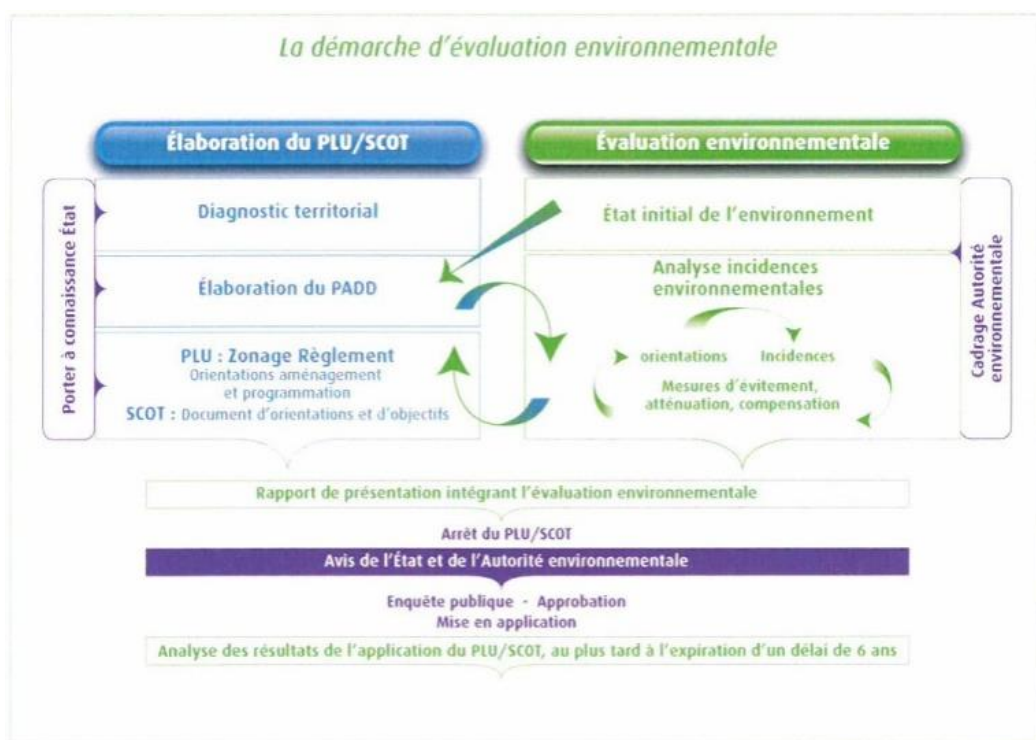 La démarche d'évaluation environnementale
Élaboration du PLU/SCOT
Évaluation environnementale
Porter à connaissance État
Diagnostic territorial
Élaboration du PADD
PLU : Zonage Règlement
Orientations aménagement
et programmation
SCOT : Document d'orientations et d'objectifs
État initial de l'environnement
Analyse incidences
environnementales
orientations
Incidences
Mesures d'évitement,
atténuation, compensation
Cadrage Autorité
environnementale
Rapport de présentation intégrant l'évaluation environnementale
Arrêt du PLU/SCOT
Avis de l'État et de l'Autorité environnementale
Enquête publique - Approbation
Mise en application
Analyse des résultats de l'application du PLU/SCOT, au plus tard à l'expiration d'un délai de 6 ans